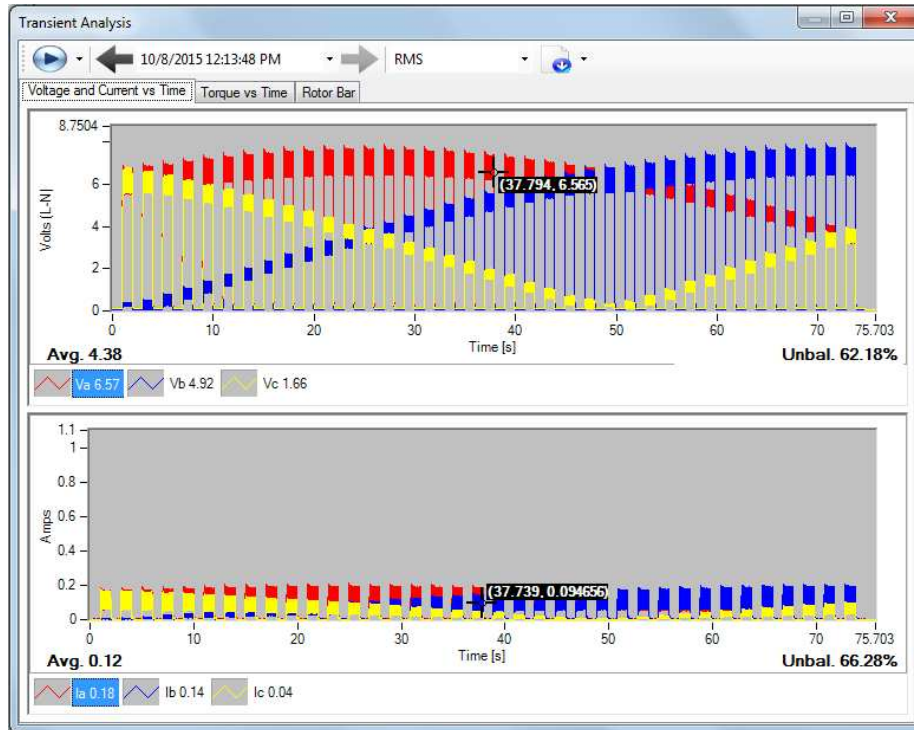 Transient Analysis
10/8/2015 12:13:48 PM RMS
Voltage and Current vs Time Torque vs Time Rotor Bar
8.7504
6
4
2
0
Volts (L-N)
(37.794, 6.565)
0 10 20 30 40 50 60 70 75.703
Time [s]
Avg. 4.38 Unbal. 62.18%
Va 6.57 Vb 4.92 Vc 1.66
1.1
1
0.8
0.6
0.4
0.2
0
Amps
(37.739, 0.094656)
0 10 20 30 40 50 60 70 75.703
Time [s]
Avg. 0.12 Unbal. 66.28%
Ia 0.18 Ib 0.14 Ic 0.04